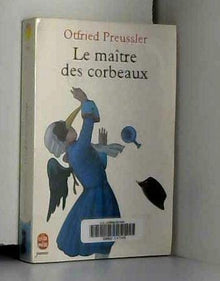 Otfried Preussler
Le maître
des corbeaux